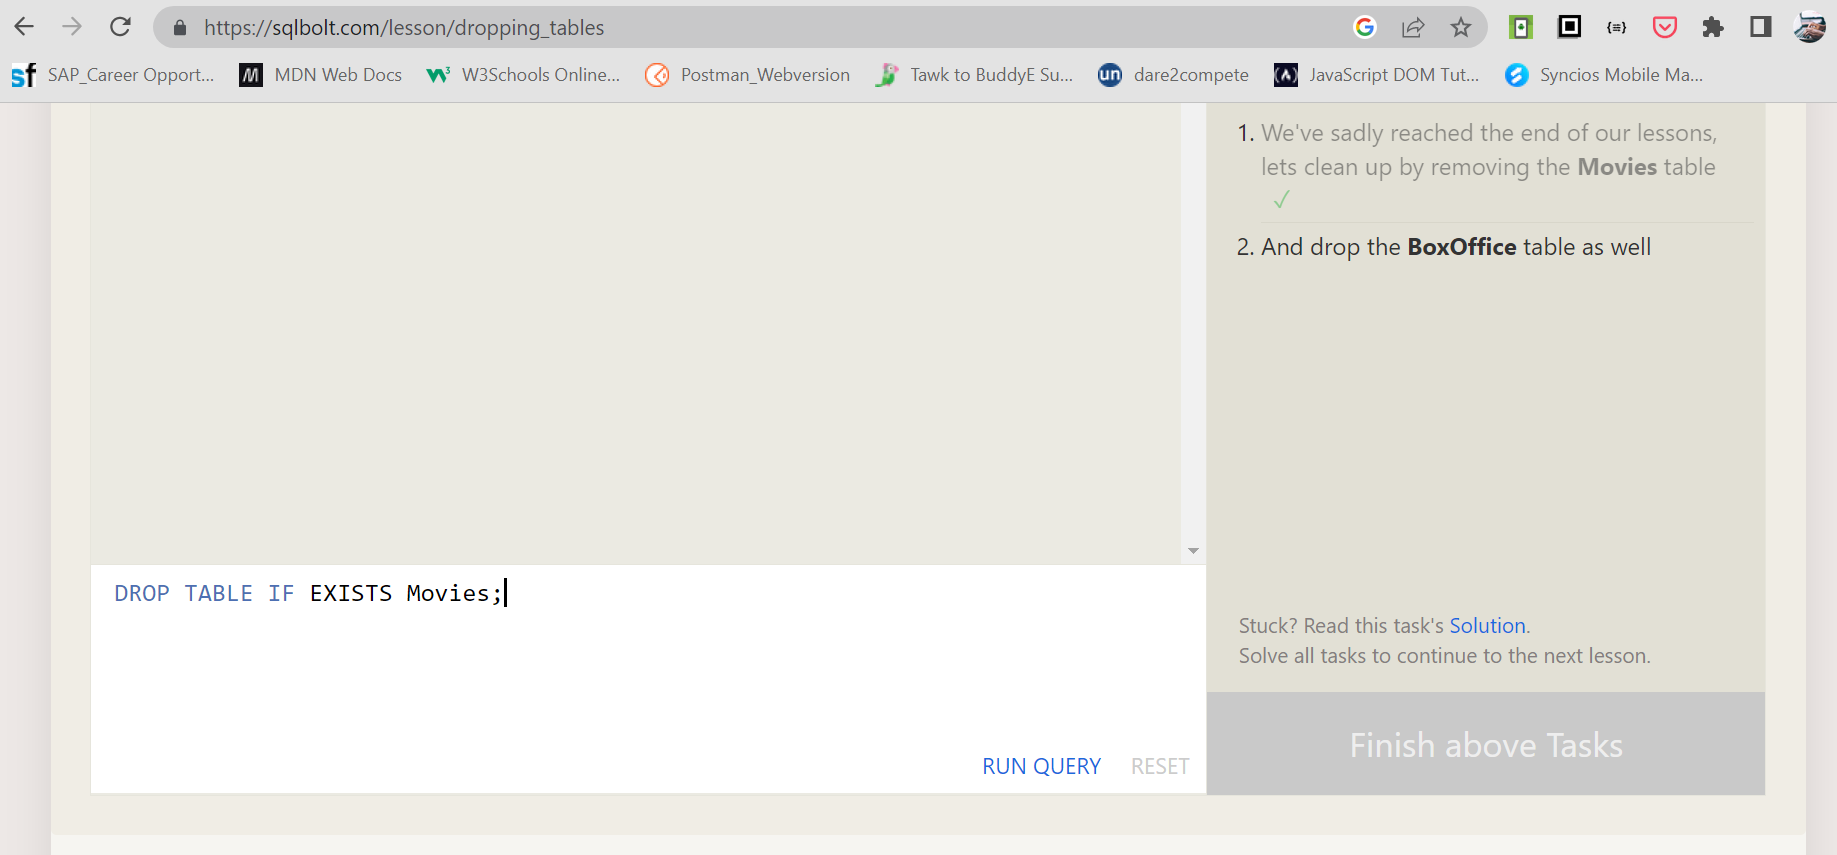 https://sqlbolt.com/lesson/dropping_tables
sf SAP_Career Opport... M MDN Web Docs W3 W3Schools Online... Postman_Webversion Tawk to BuddyE Su... un dare2compete (A) JavaScript DOM Tut... Syncios Mobile Ma...
1. We've sadly reached the end of our lessons,
lets clean up by removing the Movies table
✓
2. And drop the BoxOffice table as well
DROP TABLE IF EXISTS Movies;
Stuck? Read this task's Solution.
Solve all tasks to continue to the next lesson.
Finish above Tasks
RUN QUERY RESET